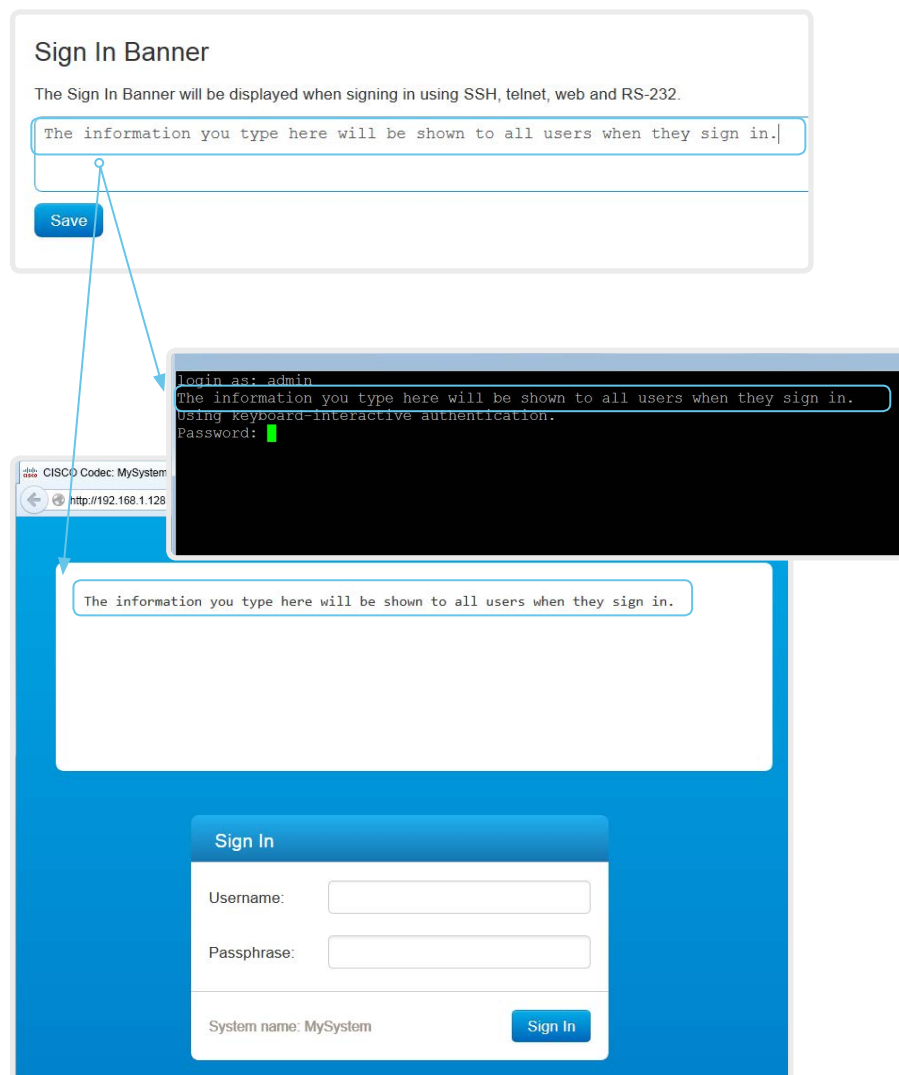 Sign In Banner
The Sign In Banner will be displayed when signing in using SSH, telnet, web and RS-232.
The information you type here will be shown to all users when they sign in.
Save
login as: admin
The information you type here will be shown to all users when they sign in.
Using keyboard-interactive authentication.
Password:
CISCO Codec: MySystem
http://192.168.1.128
The information you type here will be shown to all users when they sign in.
Sign In
Username:
Passphrase:
System name: MySystem
Sign In